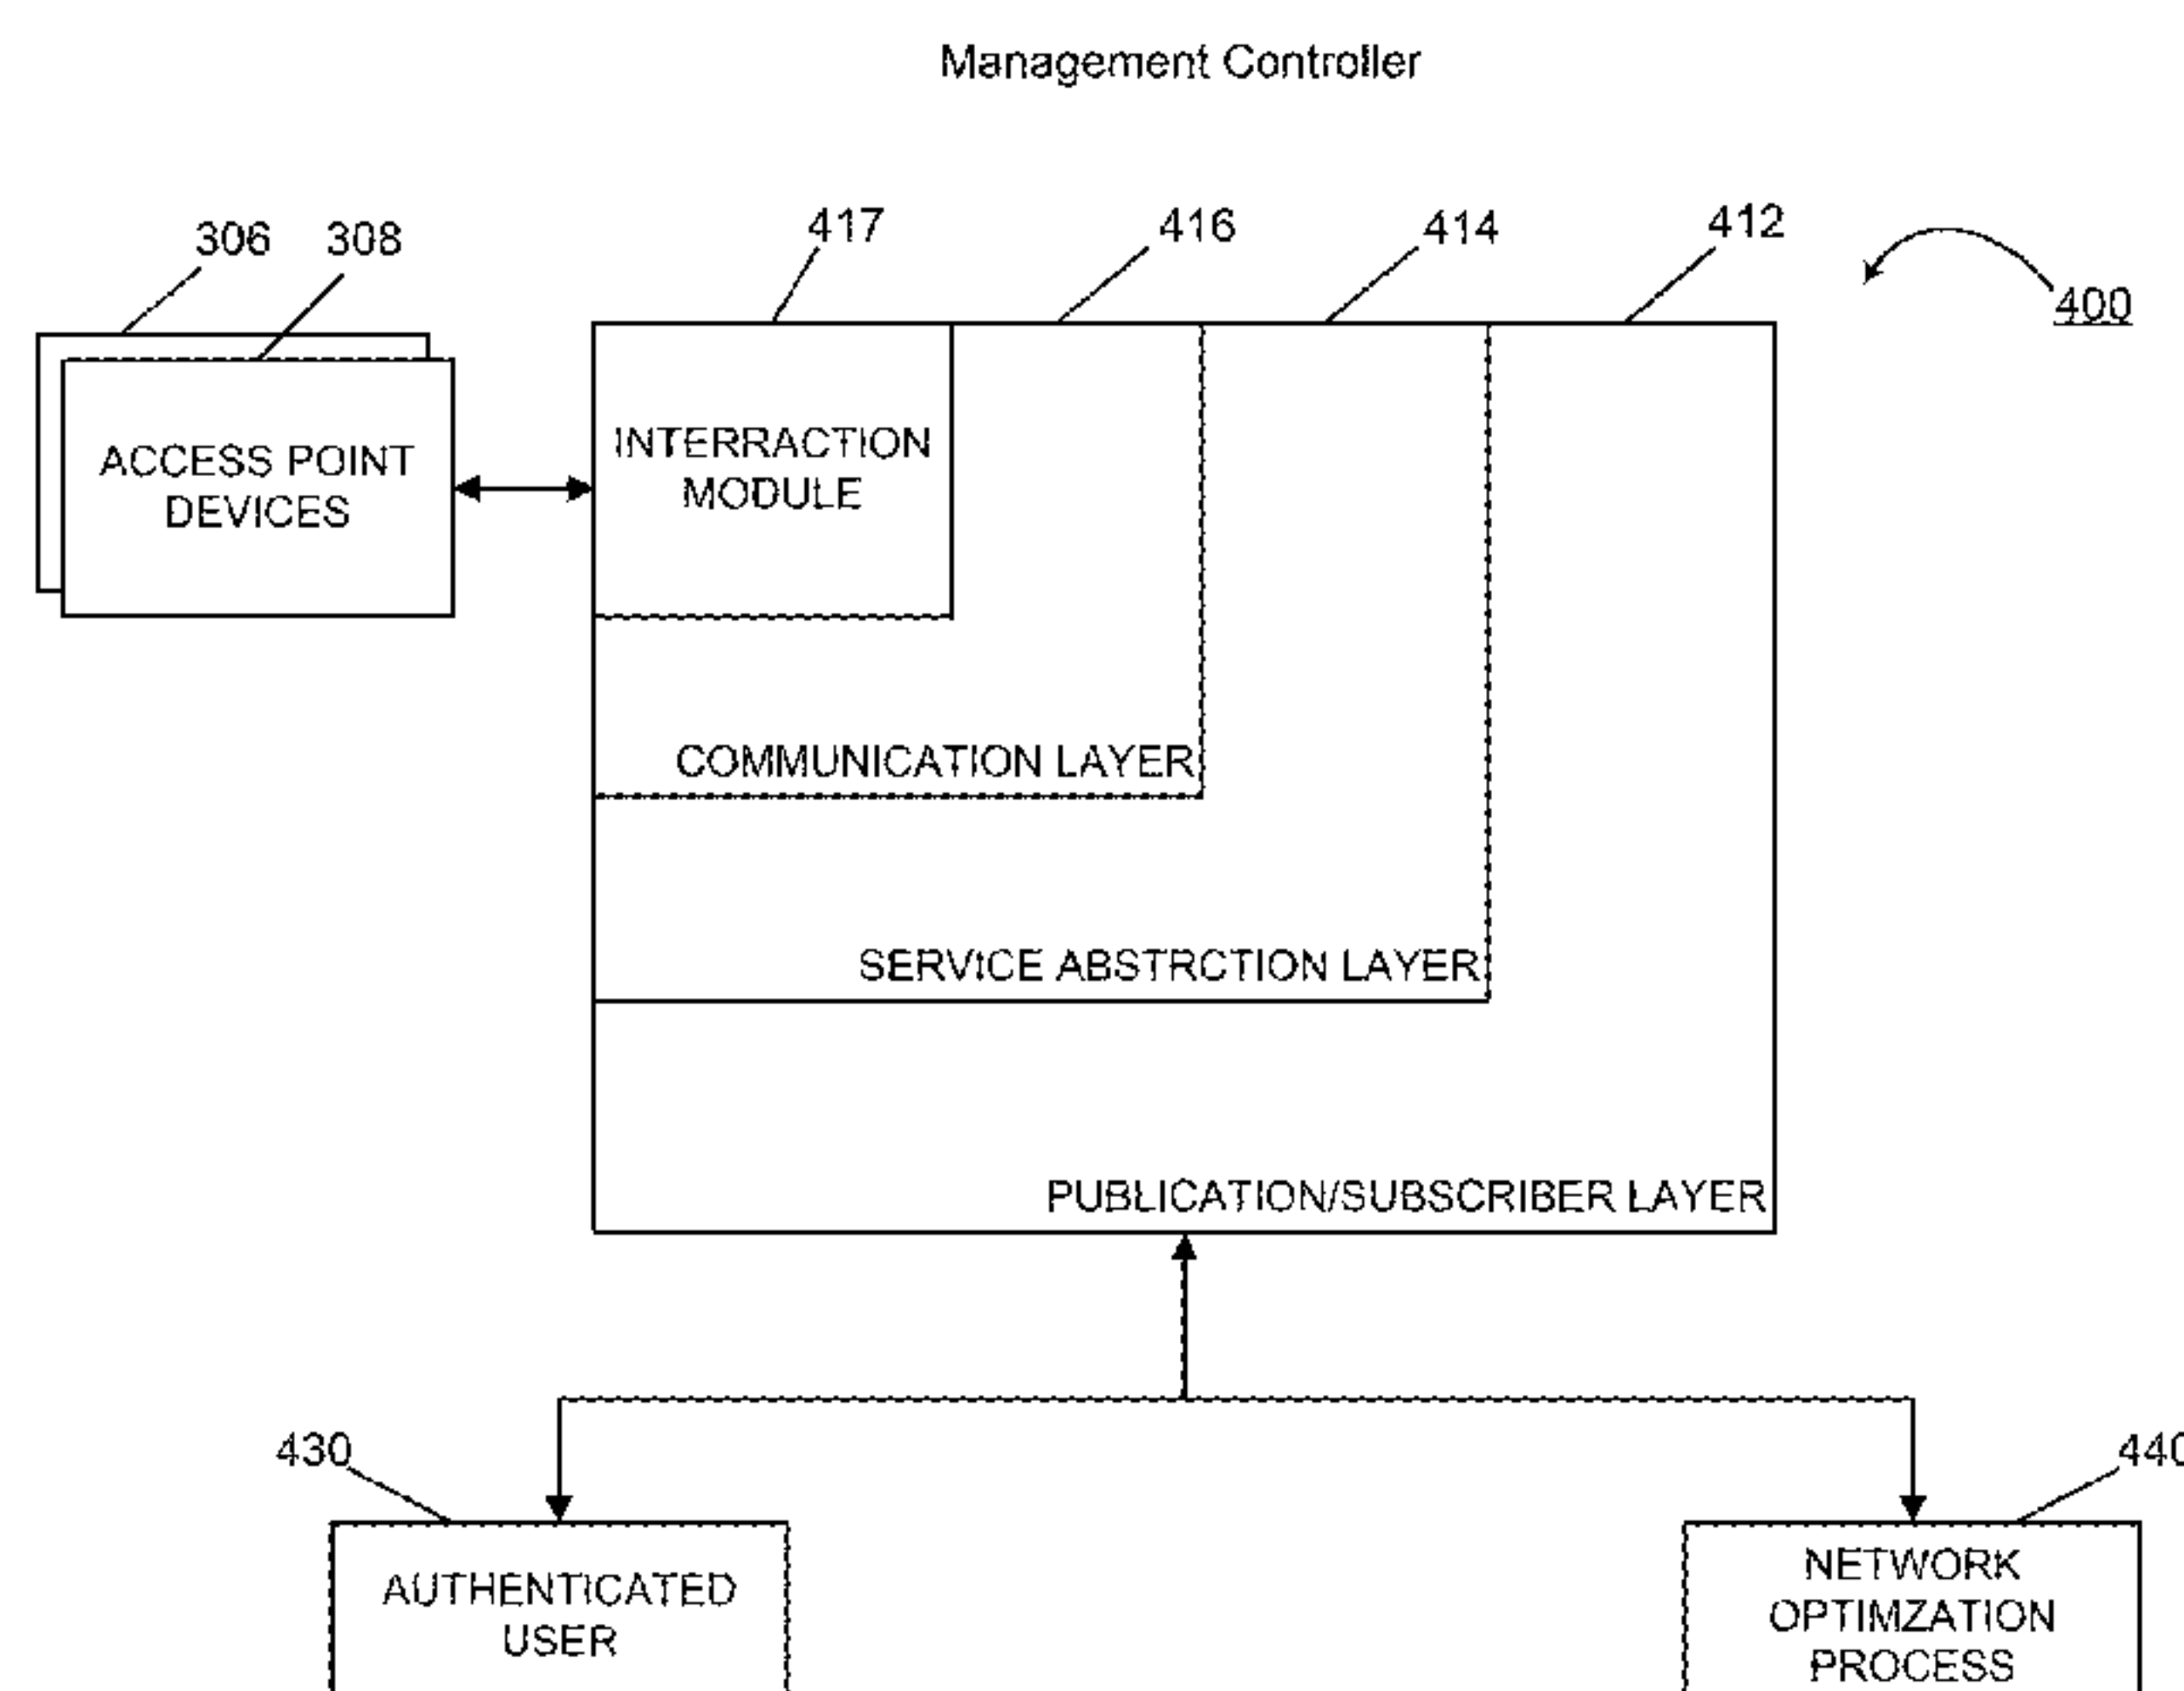 Management Controller
306
308
417
416
414
412
400
ACCESS POINT
DEVICES
INTERRACTION
MODULE
COMMUNICATION LAYER
SERVICE ABSTRCTION LAYER
PUBLICATION/SUBSCRIBER LAYER
430
440
AUTHENTICATED
USER
NETWORK
OPTIMZATION
PROCESS